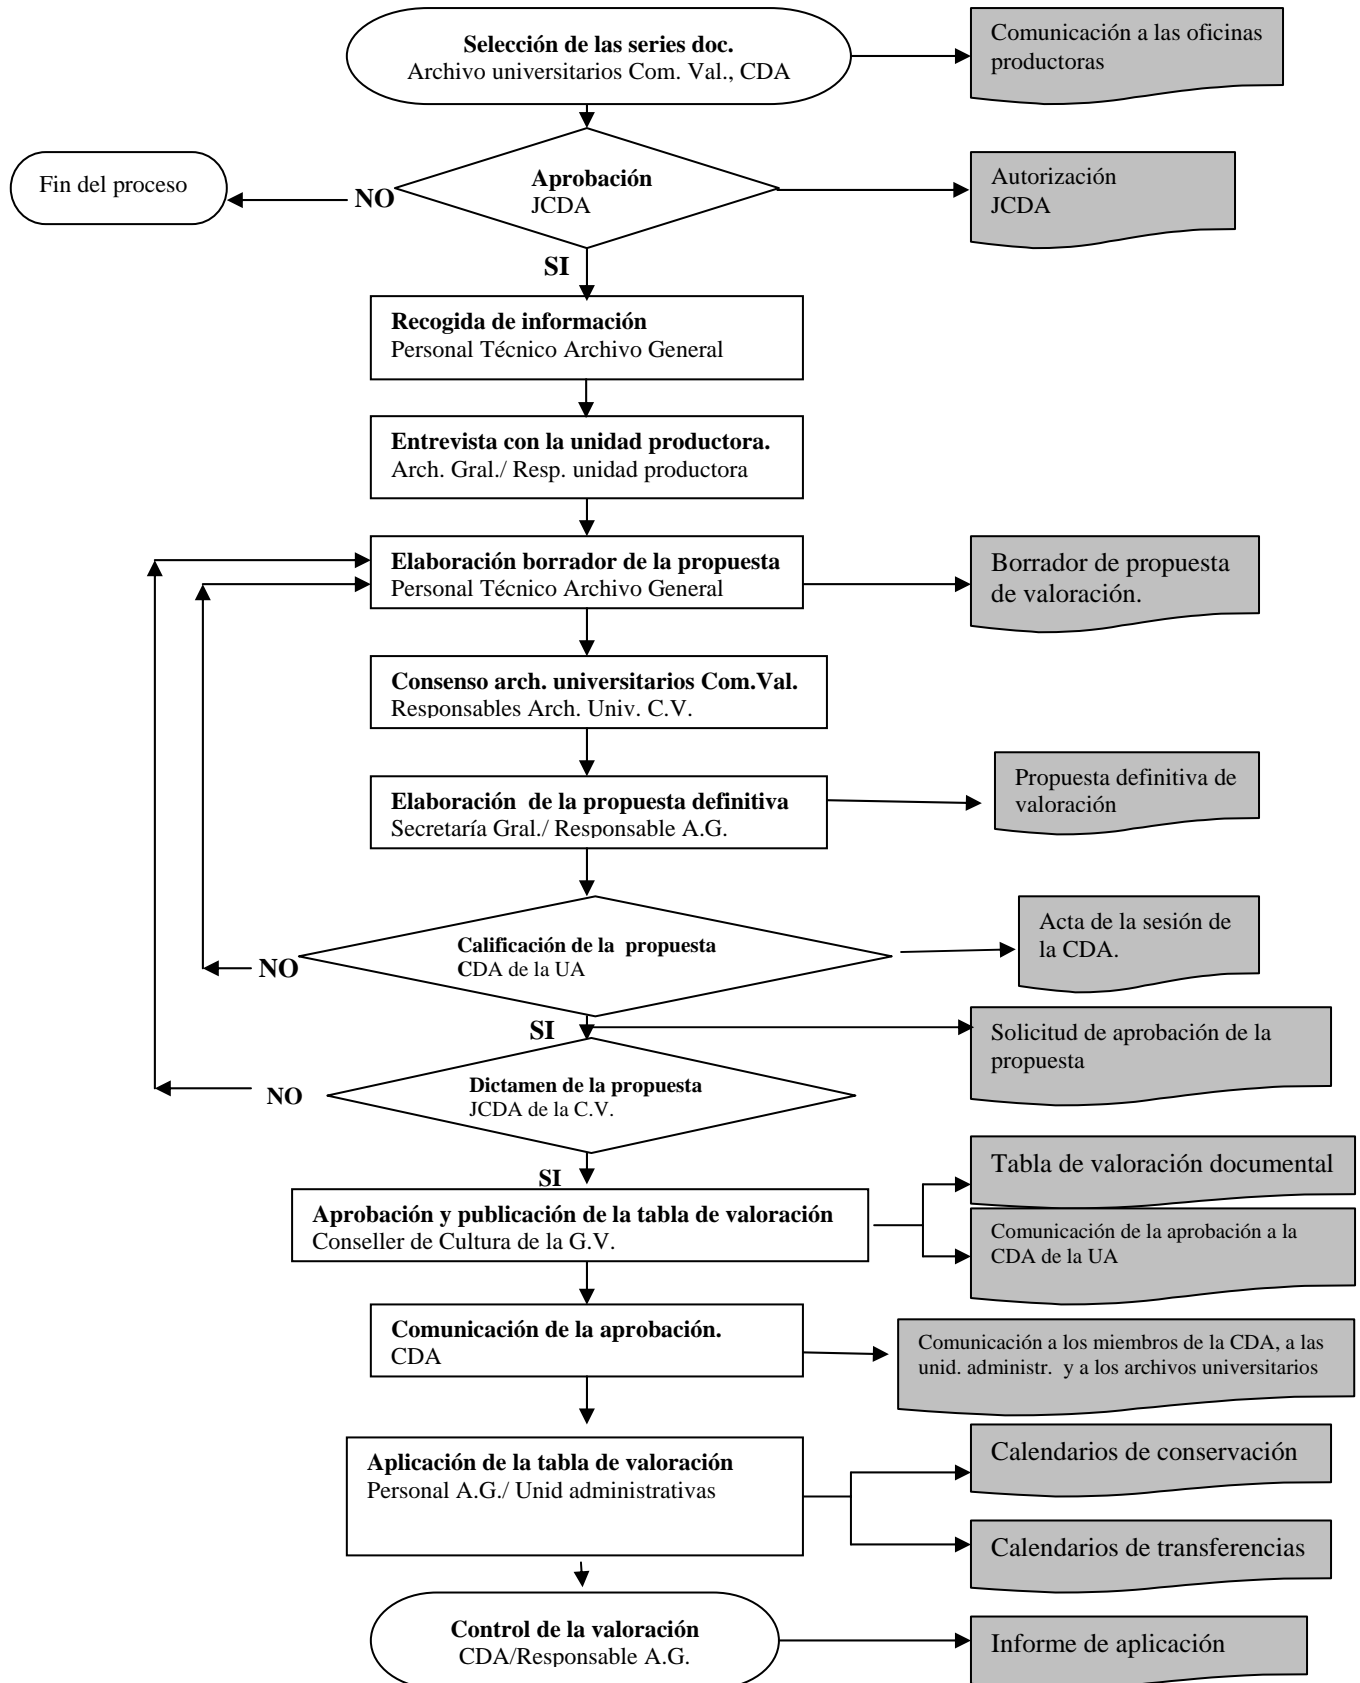 Selección de las series doc.
Archivo universitarios Com. Val., CDA
Comunicación a las oficinas
productoras
Fin del proceso
NO
Aprobación
JCDA
Autorización
JCDA
SI
Recogida de información
Personal Técnico Archivo General
Entrevista con la unidad productora.
Arch. Gral./ Resp. unidad productora
Elaboración borrador de la propuesta
Personal Técnico Archivo General
Borrador de propuesta
de valoración.
Consenso arch. universitarios Com.Val.
Responsables Arch. Univ. C.V.
Elaboración de la propuesta definitiva
Secretaría Gral./ Responsable A.G.
Propuesta definitiva de
valoración
Calificación de la propuesta
CDA de la UA
NO
Acta de la sesión de
la CDA.
SI
Solicitud de aprobación de la
propuesta
Dictamen de la propuesta
JCDA de la C.V.
NO
SI
Tabla de valoración documental
Aprobación y publicación de la tabla de valoración
Conseller de Cultura de la G.V.
Comunicación de la aprobación a la
CDA de la UA
Comunicación de la aprobación.
CDA
Comunicación a los miembros de la CDA, a las
unid. administr. y a los archivos universitarios
Aplicación de la tabla de valoración
Personal A.G./ Unid administrativas
Calendarios de conservación
Calendarios de transferencias
Control de la valoración
CDA/Responsable A.G.
Informe de aplicación